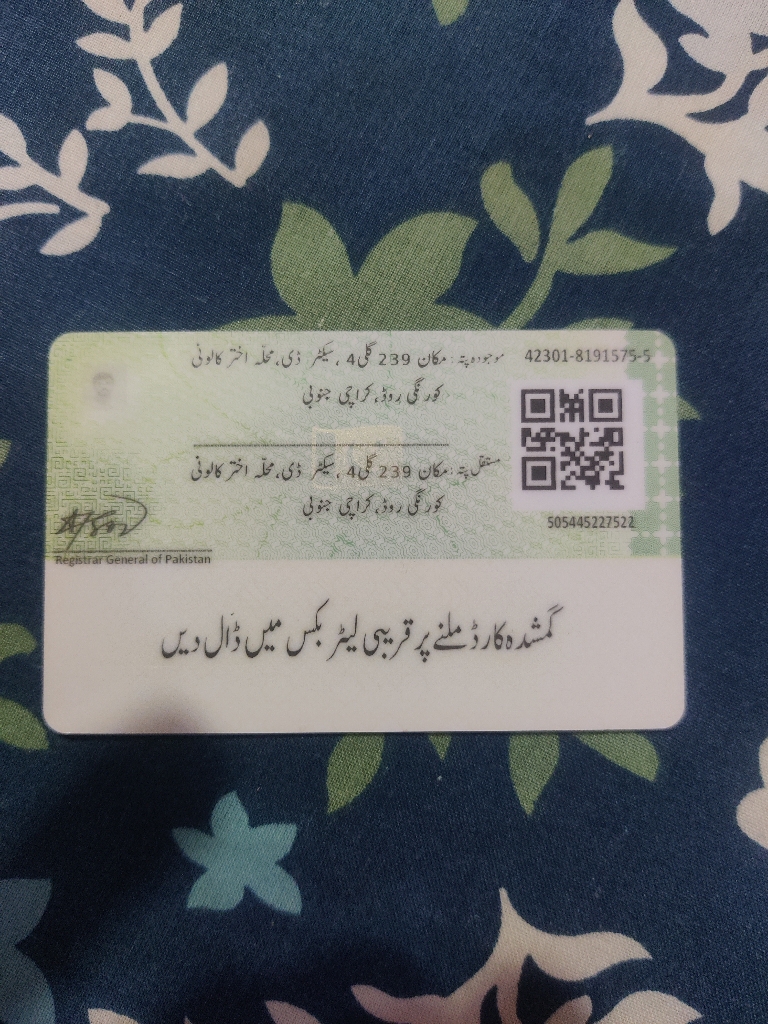 موجودہ پتہ: مکان 239 گلی 4 ،سیکٹر ڈی، محلّہ اختر کالونی
کورنگی روڈ، کراچی جنوبی
42301-8191575-5
مستقل پتہ: مکان 239 گلی 4 ،سیکٹر ڈی، محلّہ اختر کالونی
کورنگی روڈ، کراچی جنوبی
505445227522
Registrar General of Pakistan
گمشدہ کارڈ ملنے پر قریبی لیٹر بکس میں ڈال دیں